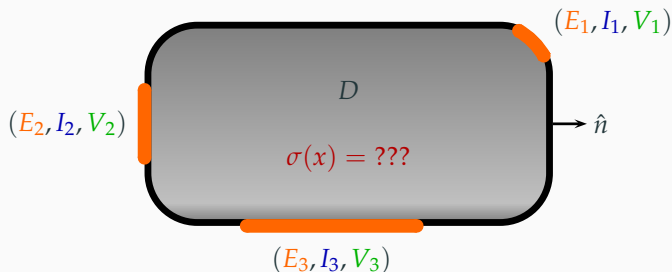 (E₁, I₁, V₁)
D
(E₂, I₂, V₂)
n̂
σ(x) = ???
(E₃, I₃, V₃)